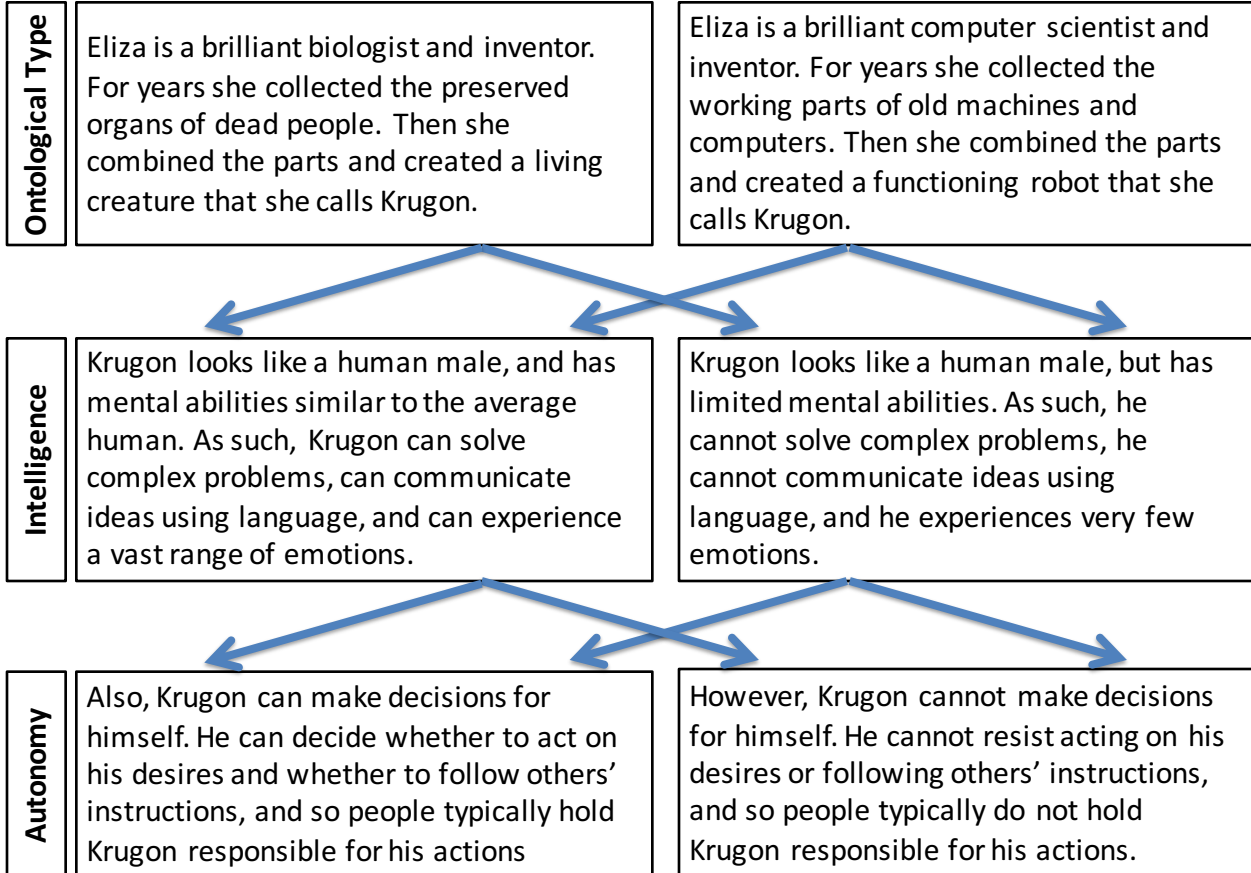 Ontological Type
Eliza is a brilliant biologist and inventor.
For years she collected the preserved
organs of dead people. Then she
combined the parts and created a living
creature that she calls Krugon.
Eliza is a brilliant computer scientist and
inventor. For years she collected the
working parts of old machines and
computers. Then she combined the parts
and created a functioning robot that she
calls Krugon.
Intelligence
Krugon looks like a human male, and has
mental abilities similar to the average
human. As such, Krugon can solve
complex problems, can communicate
ideas using language, and can experience
a vast range of emotions.
Krugon looks like a human male, but has
limited mental abilities. As such, he
cannot solve complex problems, he
cannot communicate ideas using
language, and he experiences very few
emotions.
Autonomy
Also, Krugon can make decisions for
himself. He can decide whether to act on
his desires and whether to follow others’
instructions, and so people typically hold
Krugon responsible for his actions
However, Krugon cannot make decisions
for himself. He cannot resist acting on his
desires or following others’ instructions,
and so people typically do not hold
Krugon responsible for his actions.